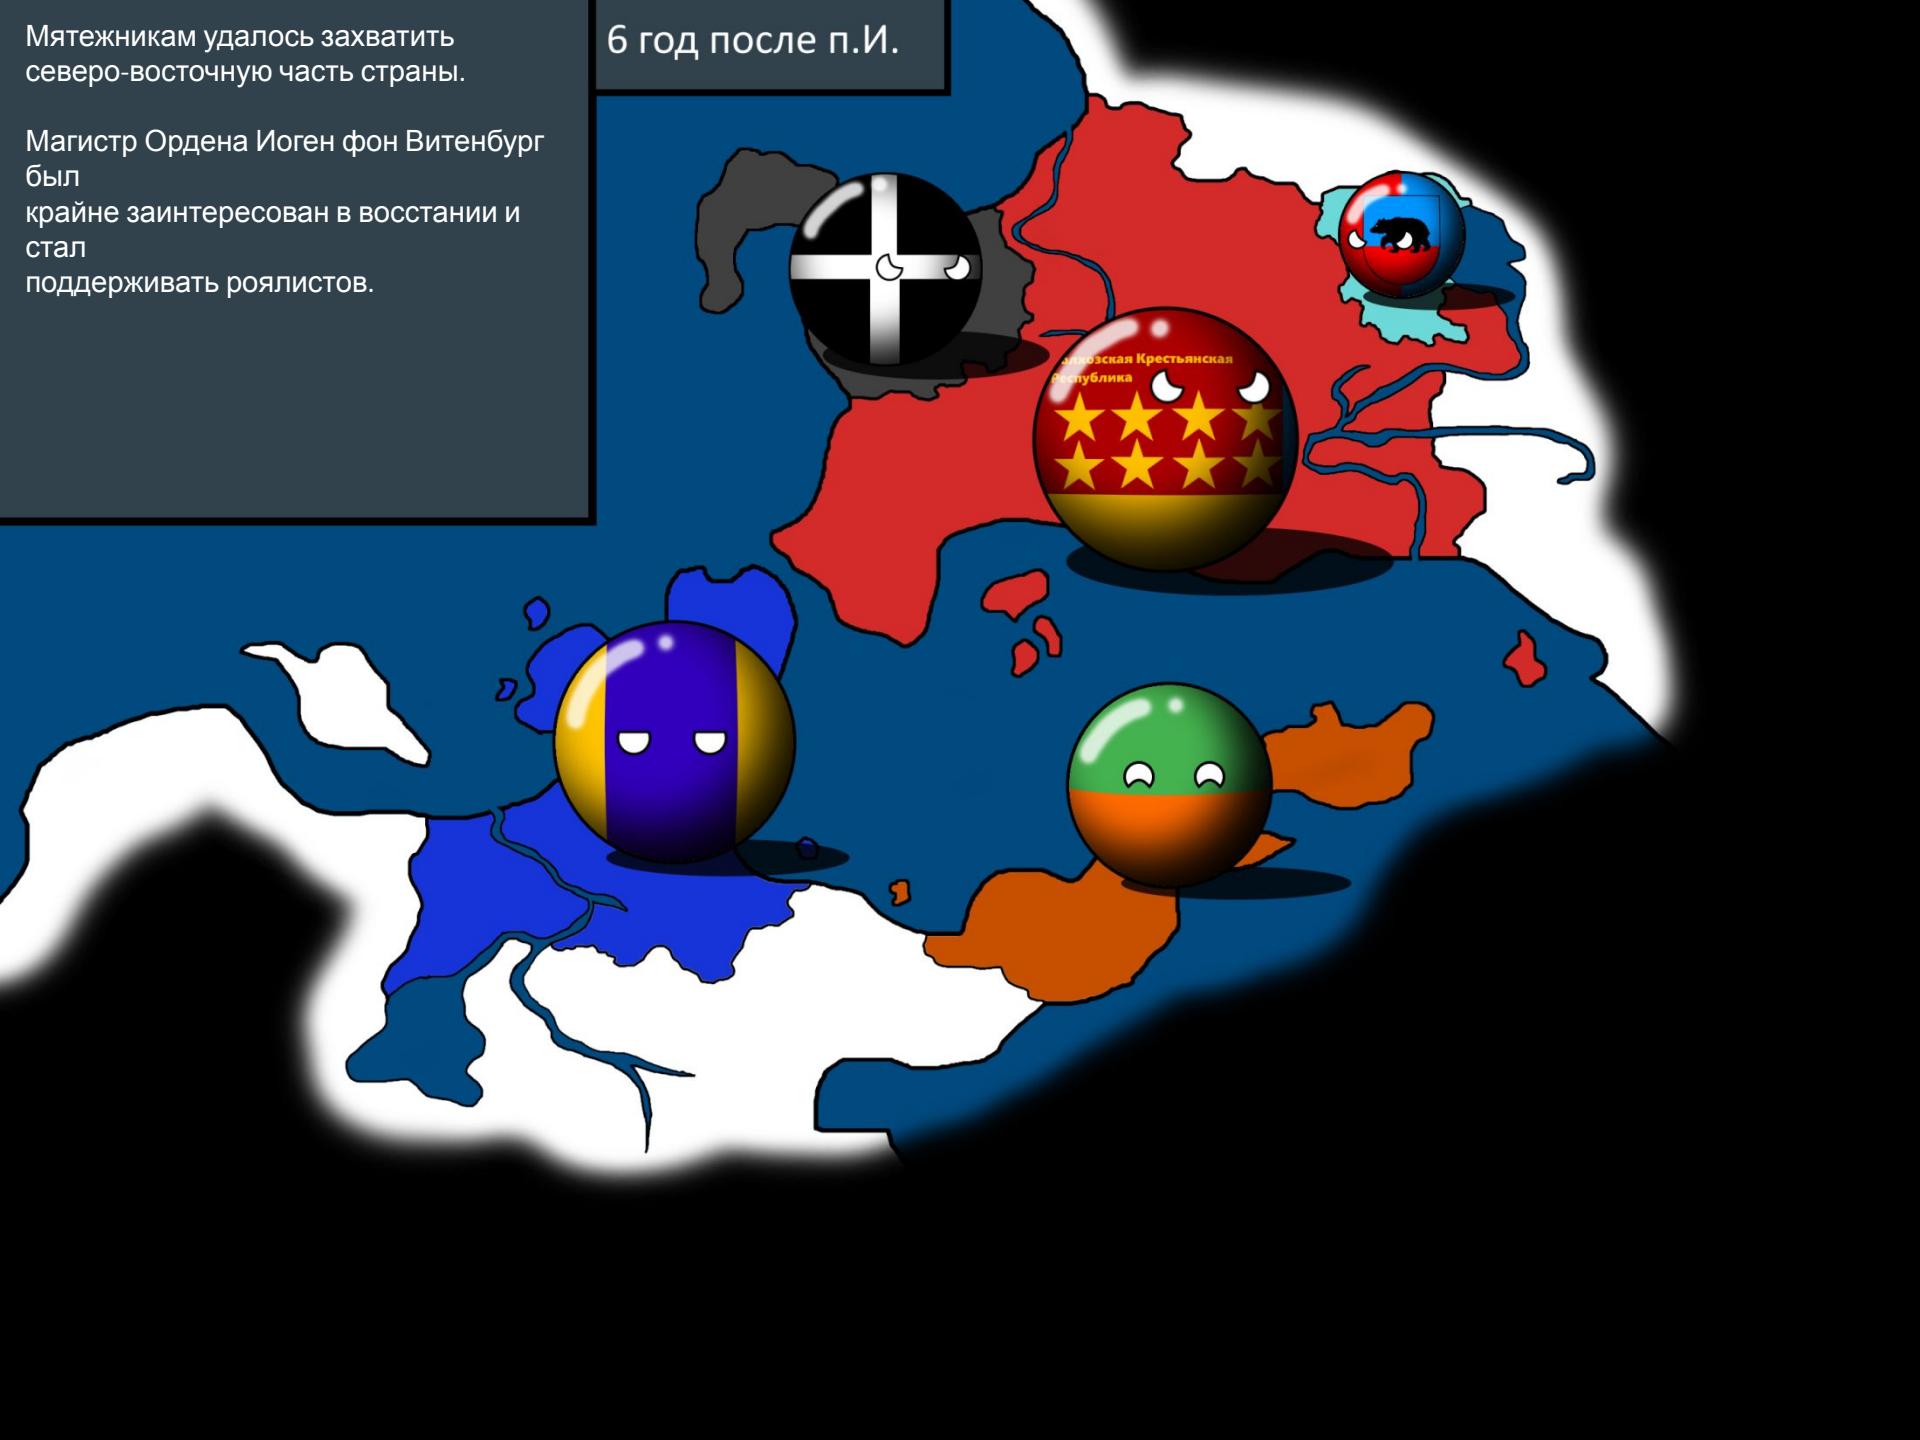 Мятежникам удалось захватить
северо-восточную часть страны.
Магистр Ордена Иоген фон Витенбург
был
крайне заинтересован в восстании и
стал
поддерживать роялистов.
6 год после п.И.
Крестьянская